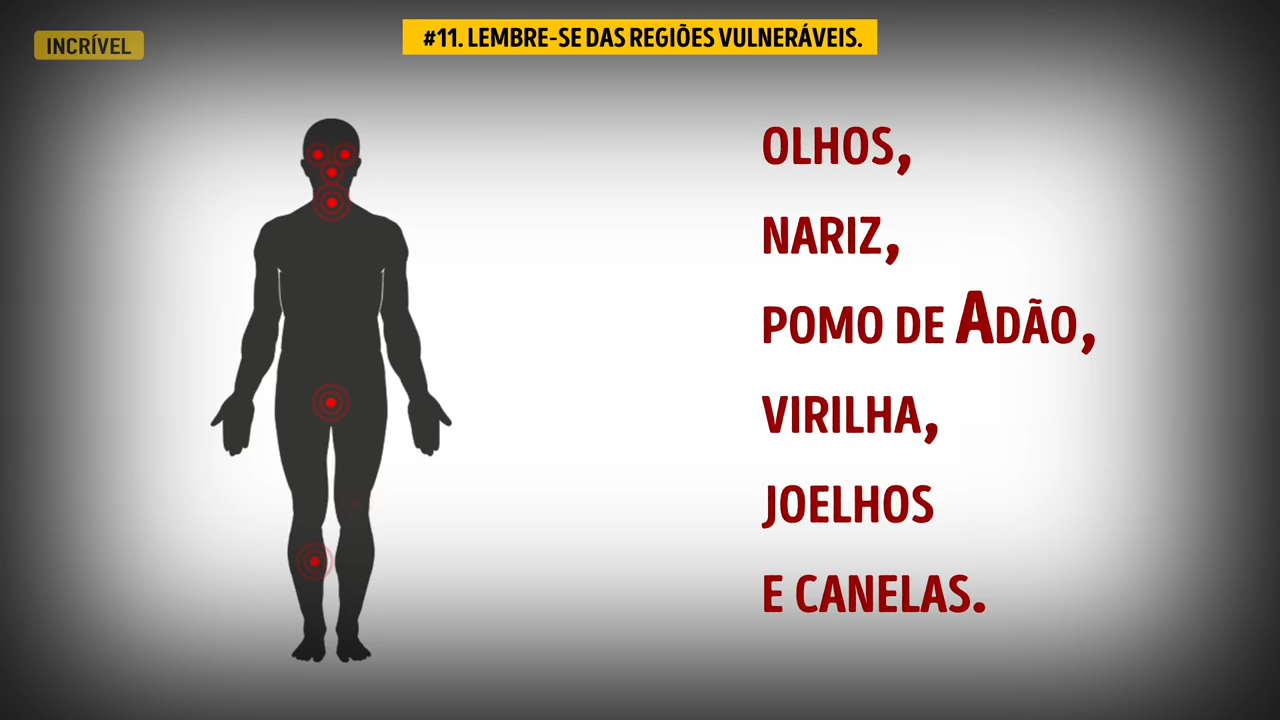 INCRÍVEL
#11. LEMBRE-SE DAS REGIÕES VULNERÁVEIS.
OLHOS,
NARIZ,
POMO DE ADÃO,
VIRILHA,
JOELHOS
E CANELAS.